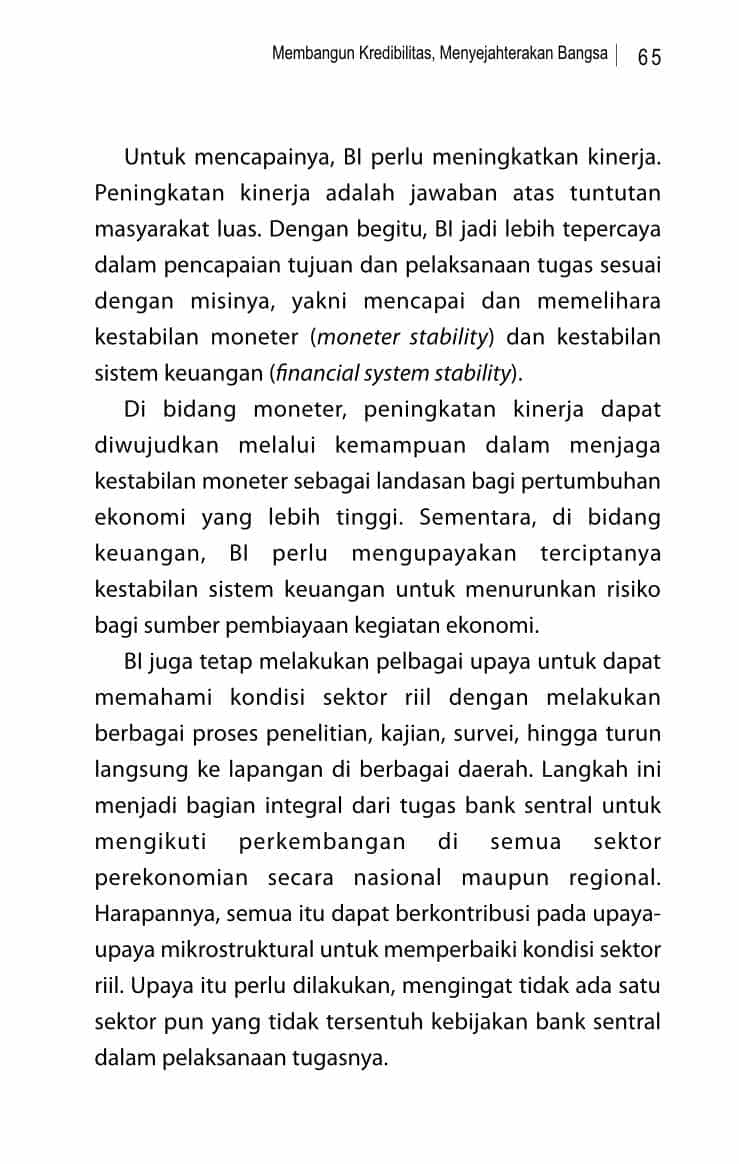 Membangun Kredibilitas, Menyejahterakan Bangsa | 65
Untuk mencapainya, BI perlu meningkatkan kinerja.
Peningkatan kinerja adalah jawaban atas tuntutan
masyarakat luas. Dengan begitu, BI jadi lebih tepercaya
dalam pencapaian tujuan dan pelaksanaan tugas sesuai
dengan misinya, yakni mencapai dan memelihara
kestabilan moneter (moneter stability) dan kestabilan
sistem keuangan (financial system stability).
Di bidang moneter, peningkatan kinerja dapat
diwujudkan melalui kemampuan dalam menjaga
kestabilan moneter sebagai landasan bagi pertumbuhan
ekonomi yang lebih tinggi. Sementara, di bidang
keuangan, BI perlu mengupayakan terciptanya
kestabilan sistem keuangan untuk menurunkan risiko
bagi sumber pembiayaan kegiatan ekonomi.
BI juga tetap melakukan pelbagai upaya untuk dapat
memahami kondisi sektor riil dengan melakukan
berbagai proses penelitian, kajian, survei, hingga turun
langsung ke lapangan di berbagai daerah. Langkah ini
menjadi bagian integral dari tugas bank sentral untuk
mengikuti perkembangan di semua sektor
perekonomian secara nasional maupun regional.
Harapannya, semua itu dapat berkontribusi pada upaya-
upaya mikrostruktural untuk memperbaiki kondisi sektor
riil. Upaya itu perlu dilakukan, mengingat tidak ada satu
sektor pun yang tidak tersentuh kebijakan bank sentral
dalam pelaksanaan tugasnya.